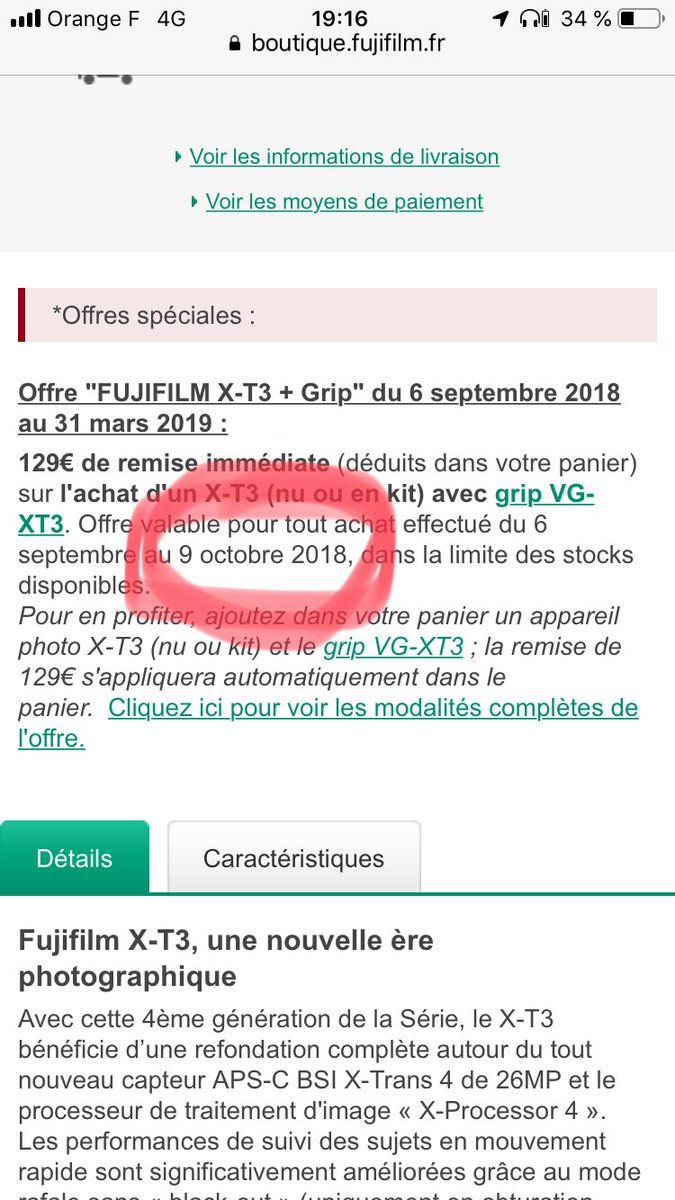 Orange F 4G 19:16 34 %
boutique.fujifilm.fr
Voir les informations de livraison
Voir les moyens de paiement
*Offres spéciales :
Offre "FUJIFILM X-T3 + Grip" du 6 septembre 2018
au 31 mars 2019 :
129€ de remise immédiate (déduits dans votre panier)
sur l'achat d'un X-T3 (nu ou en kit) avec grip VG-
XT3. Offre valable pour tout achat effectué du 6
septembre au 9 octobre 2018, dans la limite des stocks
disponibles.
Pour en profiter, ajoutez dans votre panier un appareil
photo X-T3 (nu ou kit) et le grip VG-XT3 ; la remise de
129€ s'appliquera automatiquement dans le
panier. Cliquez ici pour voir les modalités complètes de
l'offre.
Détails Caractéristiques
Fujifilm X-T3, une nouvelle ère
photographique
Avec cette 4ème génération de la Série, le X-T3
bénéficie d’une refondation complète autour du tout
nouveau capteur APS-C BSI X-Trans 4 de 26MP et le
processeur de traitement d'image « X-Processor 4 ».
Les performances de suivi des sujets en mouvement
rapide sont significativement améliorées grâce au mode
rafale sans « black-out » (uniquement en obturation